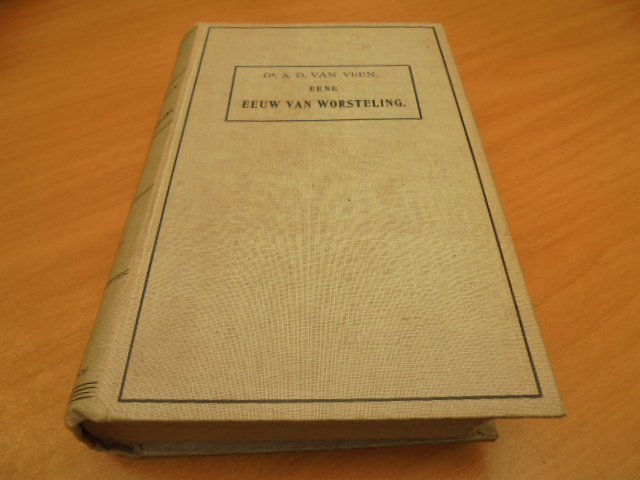 Dr. S. D. VAN VEEN.
EENE
EEUW VAN WORSTELING.